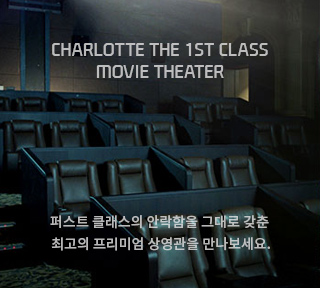 CHARLOTTE THE 1ST CLASS
MOVIE THEATER
퍼스트 클래스의 안락함을 그대로 갖춘
최고의 프리미엄 상영관을 만나보세요.